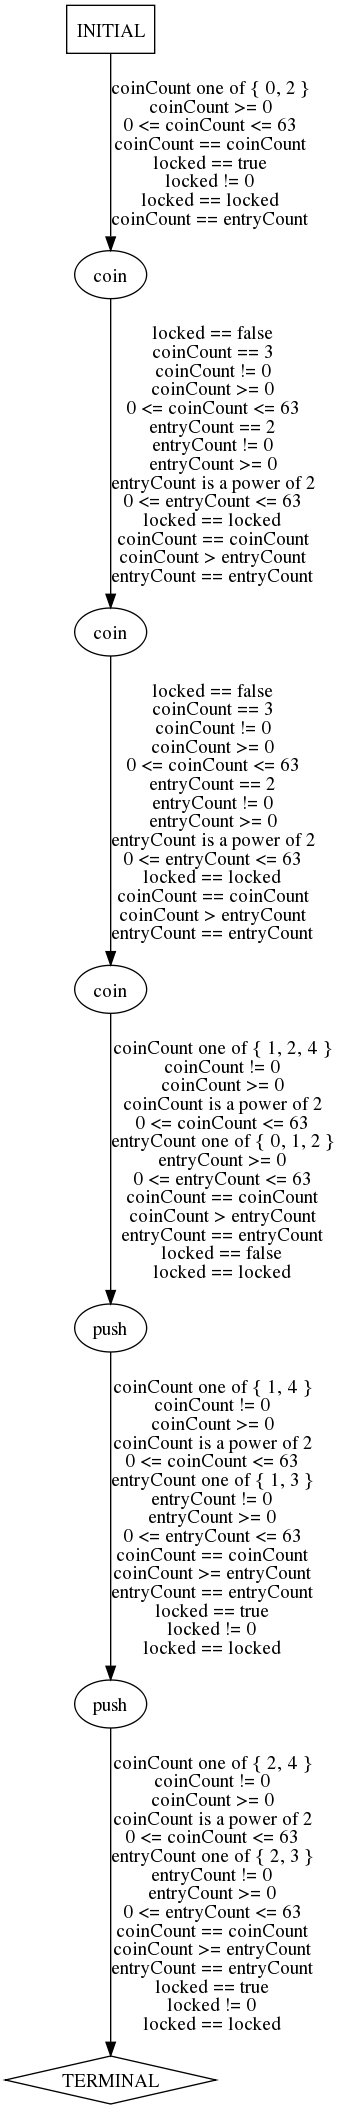 INITIAL
coinCount one of { 0, 2 }
coinCount >= 0
0 <= coinCount <= 63
coinCount == coinCount
locked == true
locked != 0
locked == locked
coinCount == entryCount
coin
locked == false
coinCount == 3
coinCount != 0
coinCount >= 0
0 <= coinCount <= 63
entryCount == 2
entryCount != 0
entryCount >= 0
entryCount is a power of 2
0 <= entryCount <= 63
locked == locked
coinCount == coinCount
coinCount > entryCount
entryCount == entryCount
coin
locked == false
coinCount == 3
coinCount != 0
coinCount >= 0
0 <= coinCount <= 63
entryCount == 2
entryCount != 0
entryCount >= 0
entryCount is a power of 2
0 <= entryCount <= 63
locked == locked
coinCount == coinCount
coinCount > entryCount
entryCount == entryCount
coin
coinCount one of { 1, 2, 4 }
coinCount != 0
coinCount >= 0
coinCount is a power of 2
0 <= coinCount <= 63
entryCount one of { 0, 1, 2 }
entryCount >= 0
0 <= entryCount <= 63
coinCount == coinCount
coinCount > entryCount
entryCount == entryCount
locked == false
locked == locked
push
coinCount one of { 1, 4 }
coinCount != 0
coinCount >= 0
coinCount is a power of 2
0 <= coinCount <= 63
entryCount one of { 1, 3 }
entryCount != 0
entryCount >= 0
0 <= entryCount <= 63
coinCount == coinCount
coinCount >= entryCount
entryCount == entryCount
locked == true
locked != 0
locked == locked
push
coinCount one of { 2, 4 }
coinCount != 0
coinCount >= 0
coinCount is a power of 2
0 <= coinCount <= 63
entryCount one of { 2, 3 }
entryCount != 0
entryCount >= 0
0 <= entryCount <= 63
coinCount == coinCount
coinCount >= entryCount
entryCount == entryCount
locked == true
locked != 0
locked == locked
TERMINAL